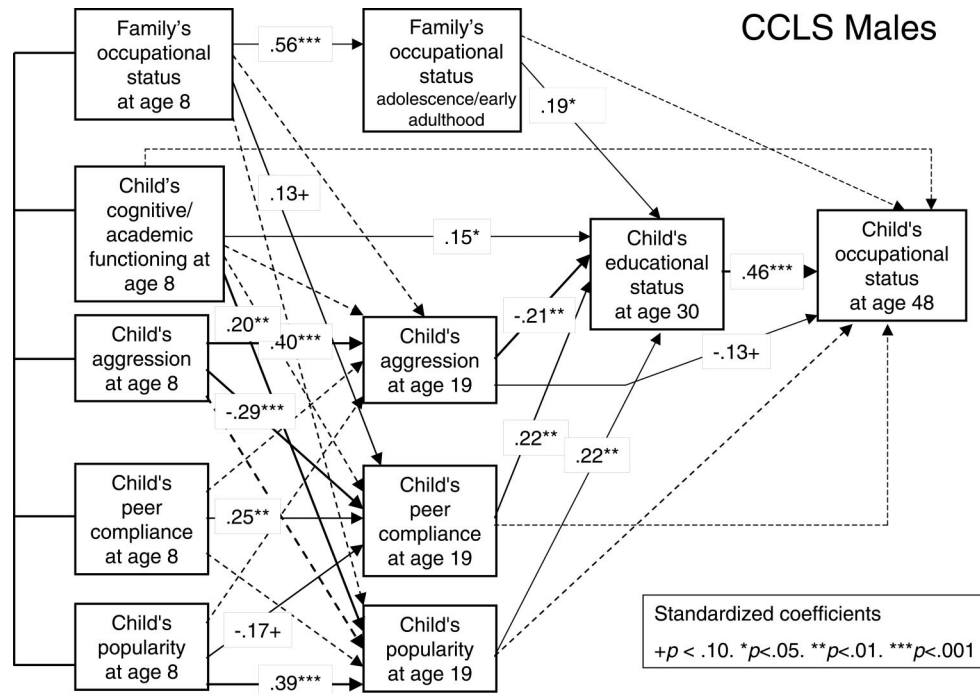 CCLS Males
Family's
occupational
status
at age 8
.56***
Family's
occupational
status
adolescence/early
adulthood
.19*
Child's
cognitive/
academic
functioning at
age 8
.13+
.15*
Child's
educational
status
at age 30
.46***
Child's
occupational
status
at age 48
Child's
aggression
at age 8
.20**
.40***
Child's
aggression
at age 19
-.21**
-.13+
-.29***
Child's
peer
compliance
at age 8
.25**
Child's
peer
compliance
at age 19
.22**
.22**
Child's
popularity
at age 8
-.17+
.39***
Child's
popularity
at age 19
Standardized coefficients
+p < .10. *p<.05. **p<.01. ***p<.001